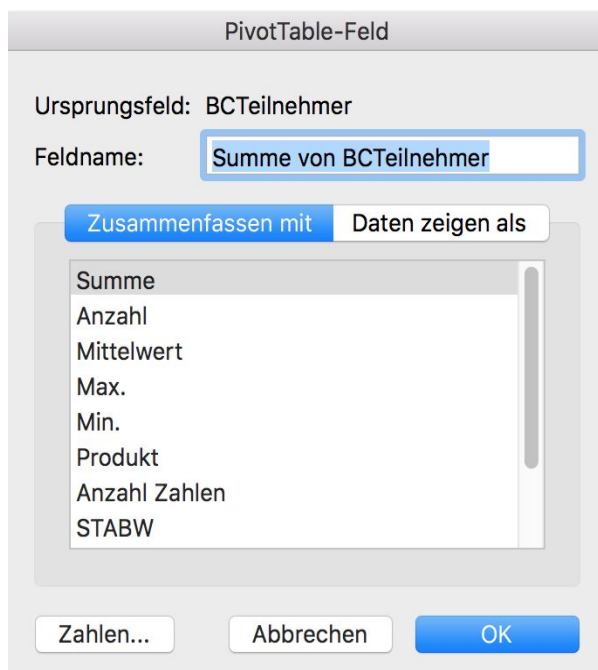 PivotTable-Feld
Ursprungsfeld: BCTeilnehmer
Feldname: Summe von BCTeilnehmer
Zusammenfassen mit Daten zeigen als
Summe
Anzahl
Mittelwert
Max.
Min.
Produkt
Anzahl Zahlen
STABW
Zahlen... Abbrechen OK